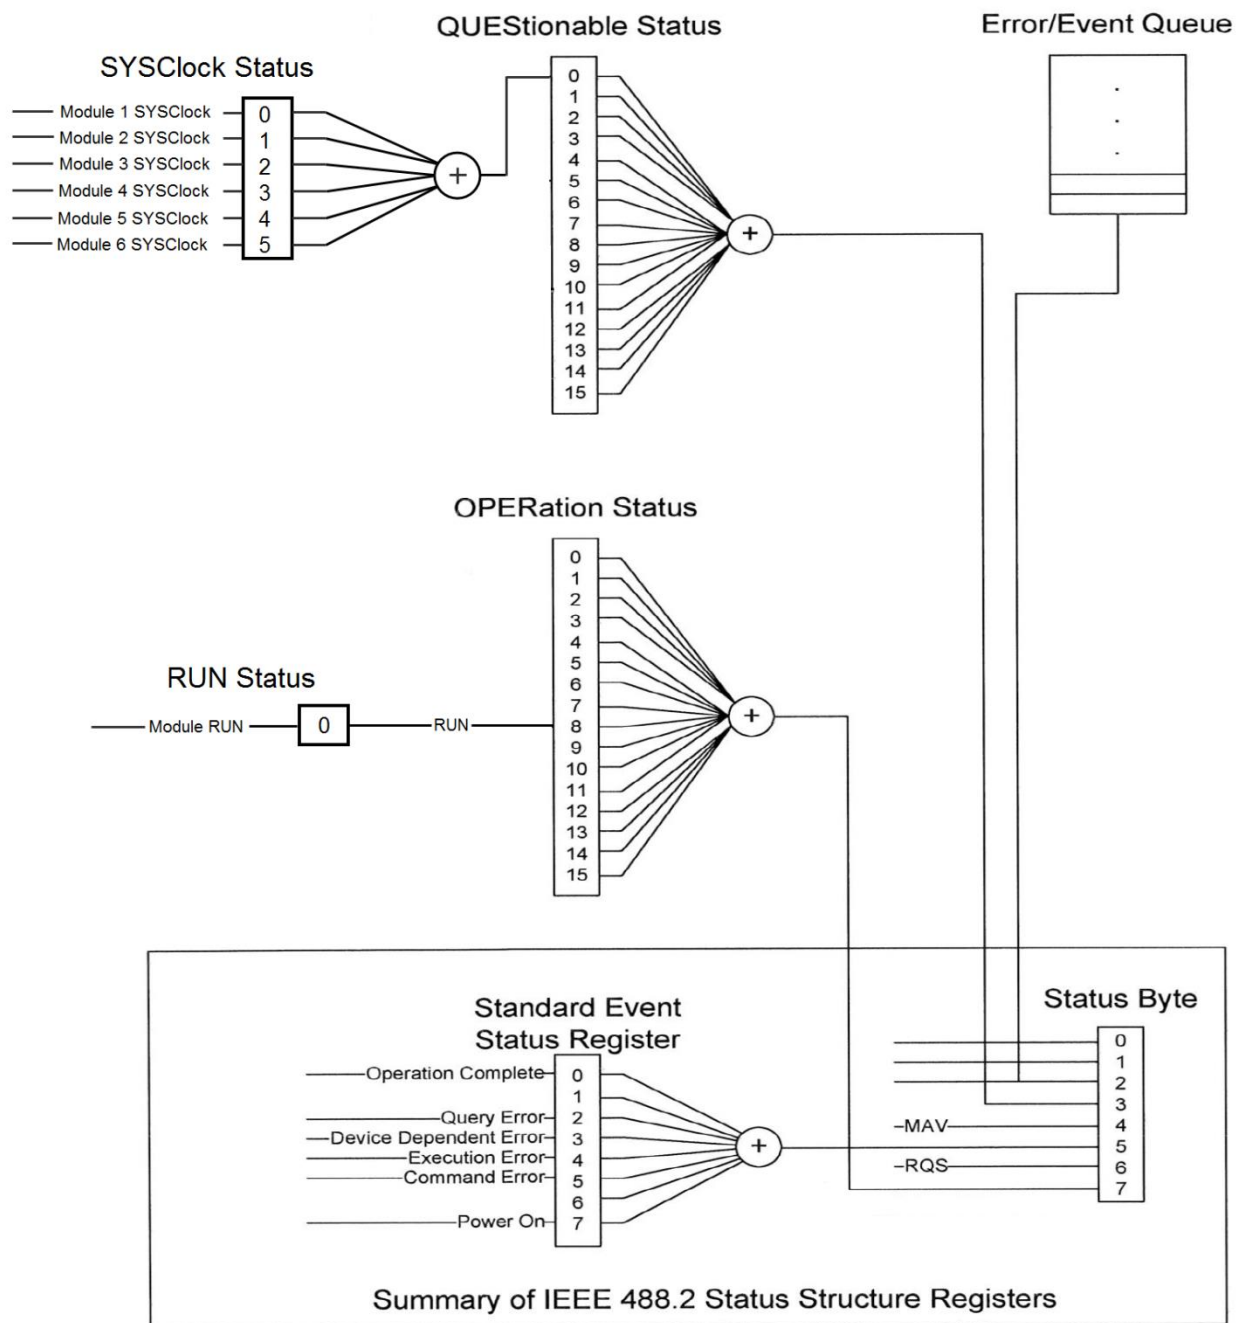 QUEStionable Status
Error/Event Queue
SYSClock Status
Module 1 SYSClock 0
Module 2 SYSClock 1
Module 3 SYSClock 2
Module 4 SYSClock 3
Module 5 SYSClock 4
Module 6 SYSClock 5
+
0
1
2
3
4
5
6
7
8
9
10
11
12
13
14
15
+
OPERation Status
0
1
2
3
4
5
6
7
8
9
10
11
12
13
14
15
+
RUN Status
Module RUN 0 RUN
Standard Event
Status Register
Operation Complete 0
1
Query Error 2
Device Dependent Error 3
Execution Error 4
Command Error 5
6
Power On 7
+
Status Byte
0
1
2
3
MAV 4
5
RQS 6
7
Summary of IEEE 488.2 Status Structure Registers